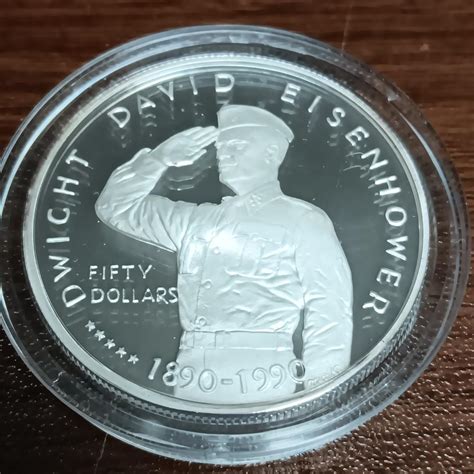 DWIGHT DAVID EISENHOWER
FIFTY
DOLLARS
1890-1990